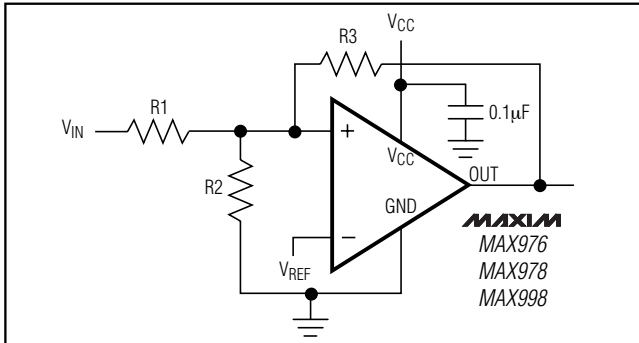 R3
VCC
R1
VIN
0.1µF
+
VCC
R2
OUT
GND
−
VREF
MAXIM
MAX976
MAX978
MAX998